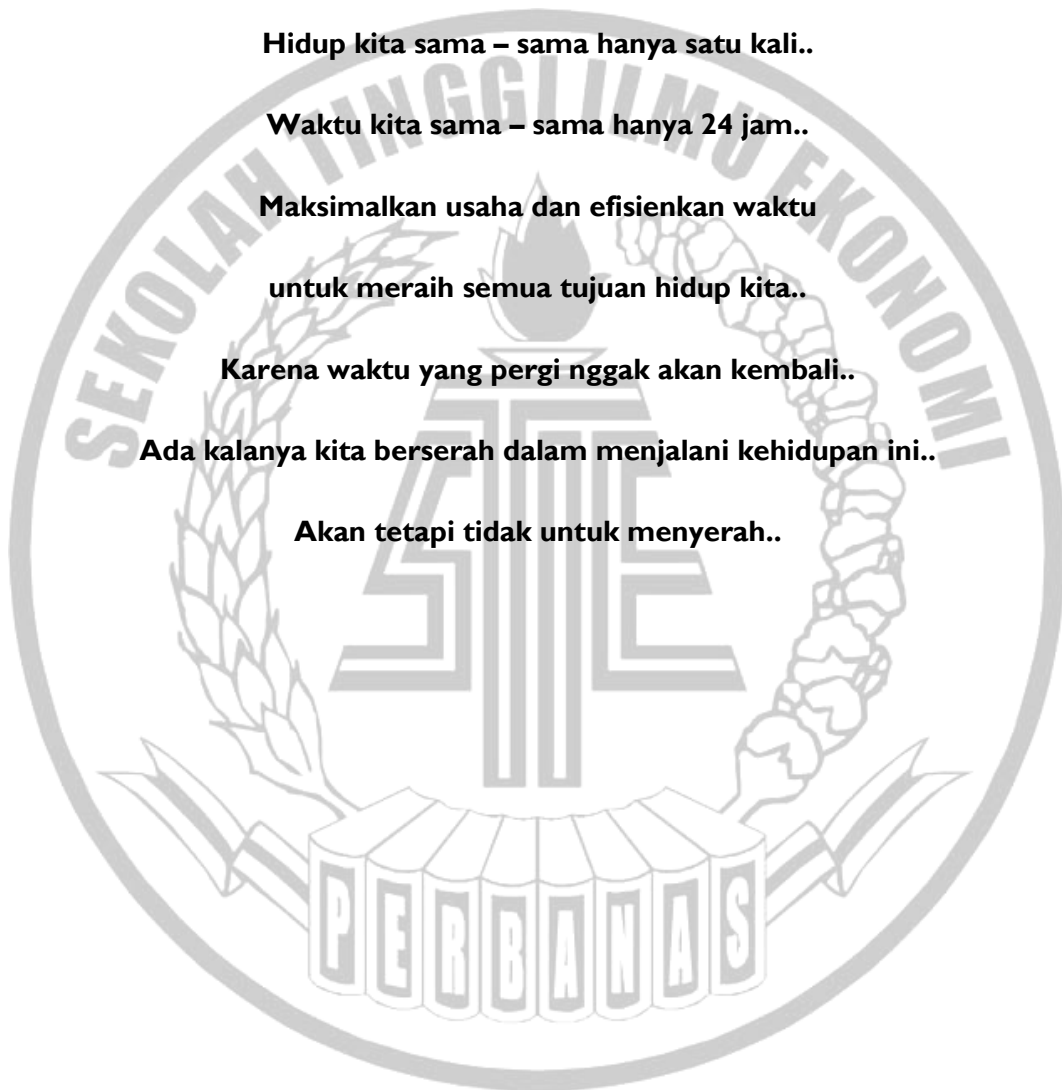 Hidup kita sama – sama hanya satu kali..
Waktu kita sama – sama hanya 24 jam..
Maksimalkan usaha dan efisienkan waktu
untuk meraih semua tujuan hidup kita..
Karena waktu yang pergi nggak akan kembali..
Ada kalanya kita berserah dalam menjalani kehidupan ini..
Akan tetapi tidak untuk menyerah..
SEKOLAH TINGGI ILMU EKONOMI
STIE
PERBANAS